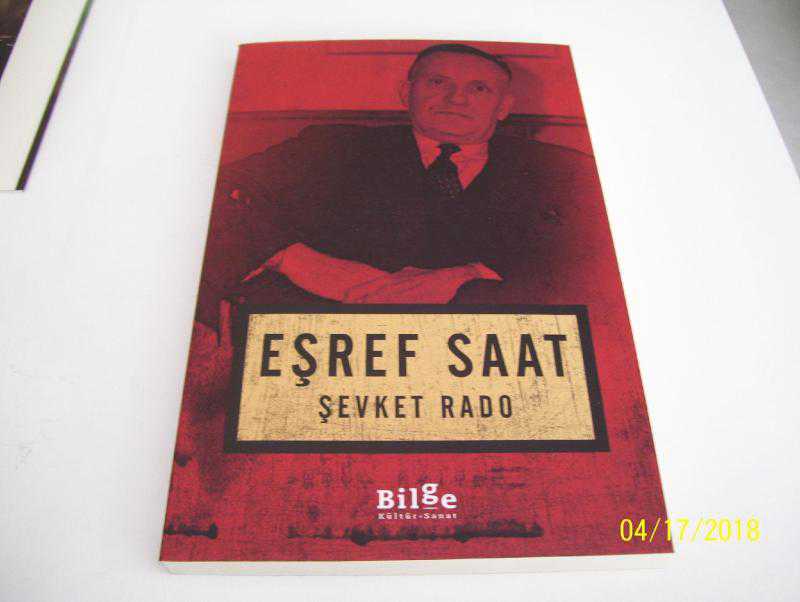 EŞREF SAAT
ŞEVKET RADO
Bilge
Kültür-Sanat
04/17/2018